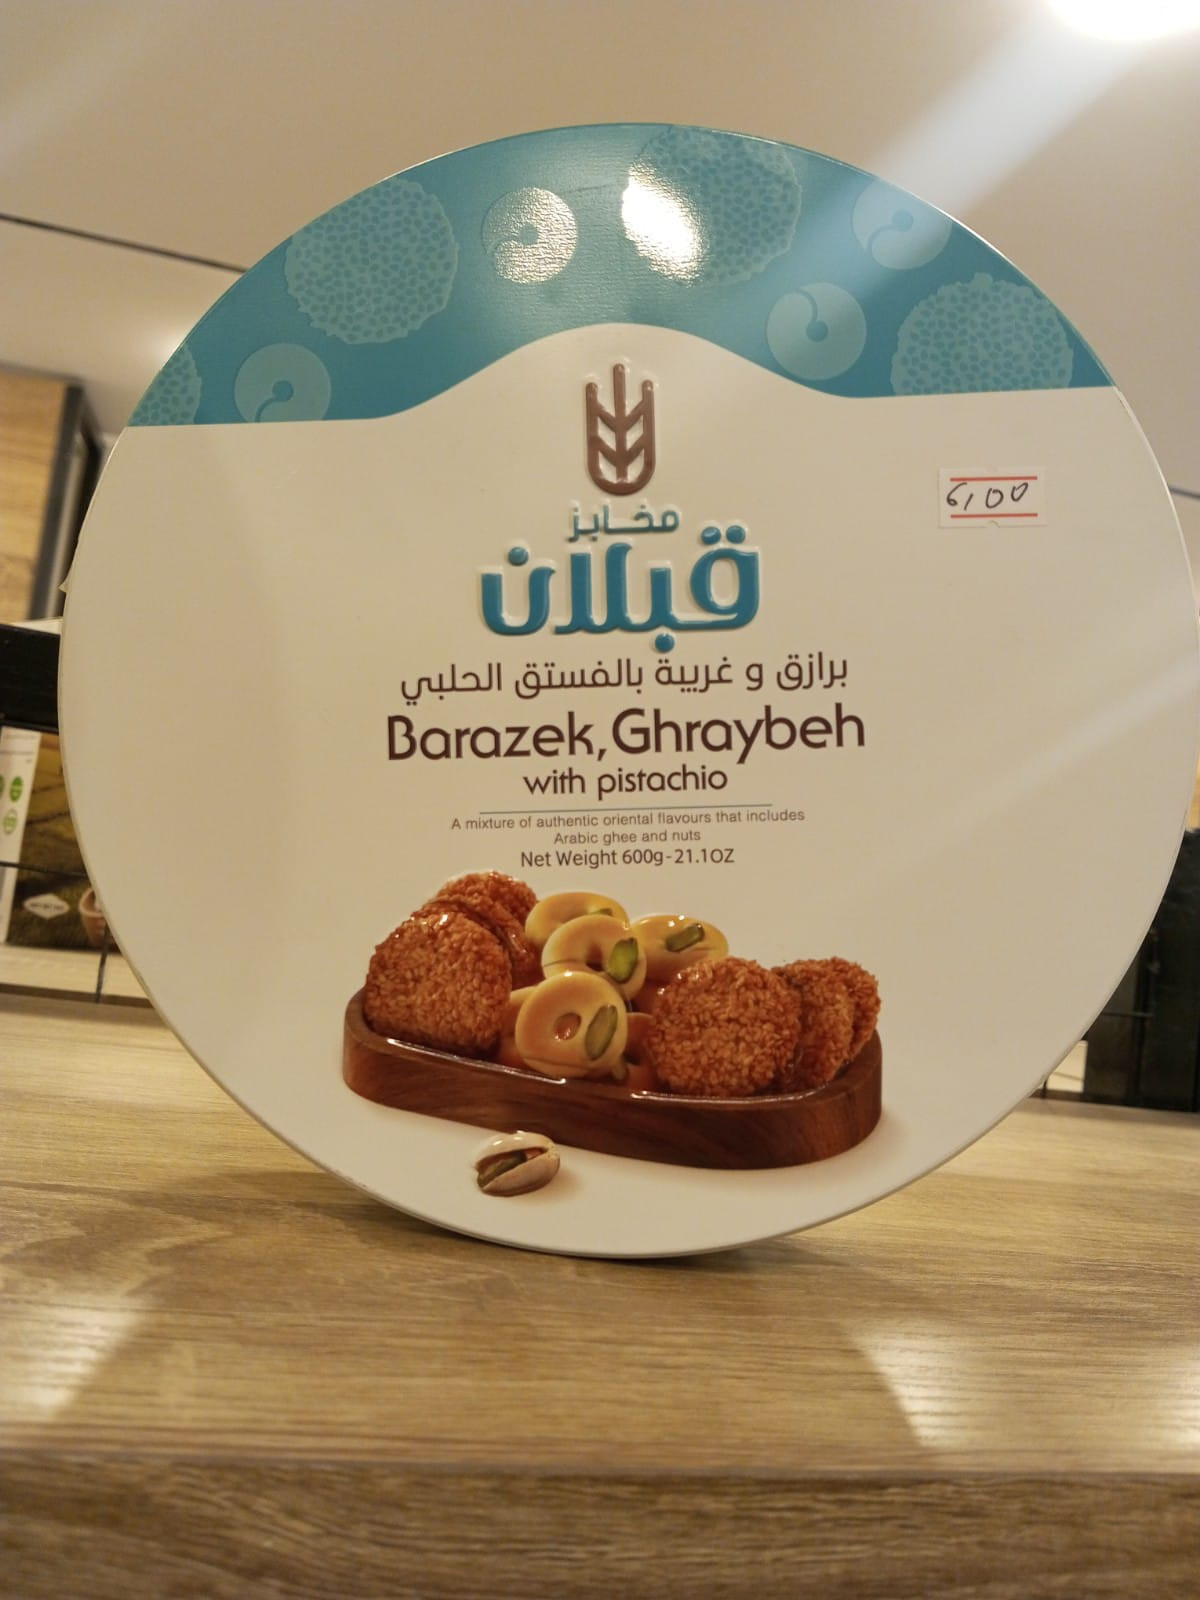 مخابز
قبلان
6,00
برازق و غريبة بالفستق الحلبي
Barazek, Ghraybeh
with pistachio
A mixture of authentic oriental flavours that includes
Arabic ghee and nuts
Net Weight 600g-21.1OZ